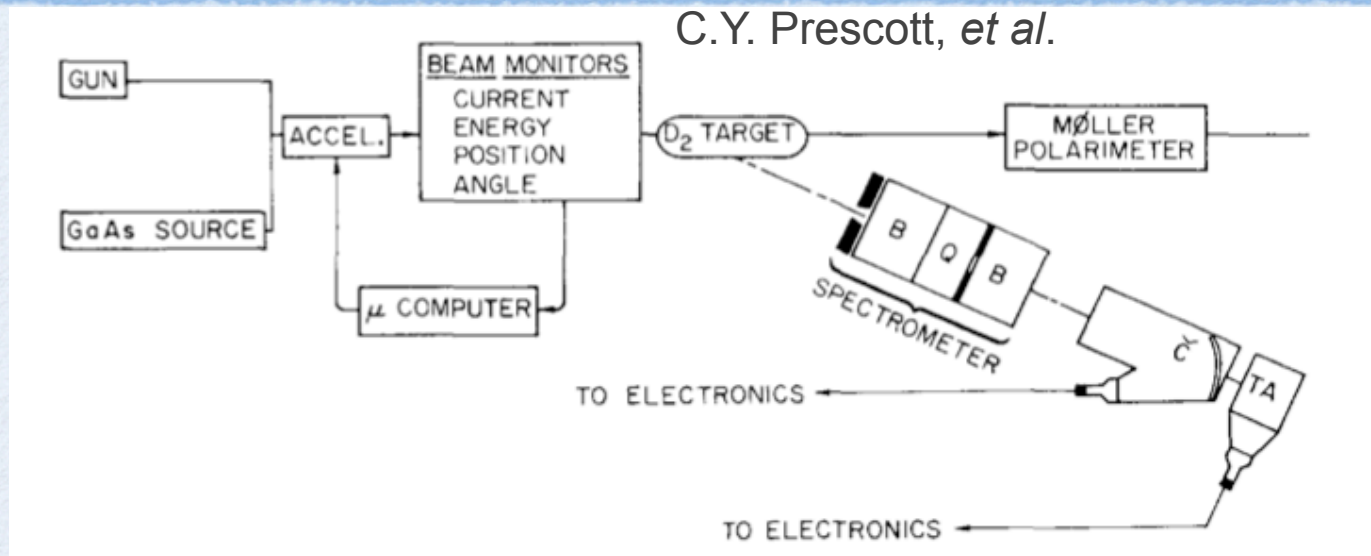 C.Y. Prescott, et al.
GUN
GaAs SOURCE
ACCEL.
BEAM MONITORS
CURRENT
ENERGY
POSITION
ANGLE
μ COMPUTER
D₂ TARGET
MØLLER
POLARIMETER
B
Q
B
SPECTROMETER
Č
TA
TO ELECTRONICS
TO ELECTRONICS